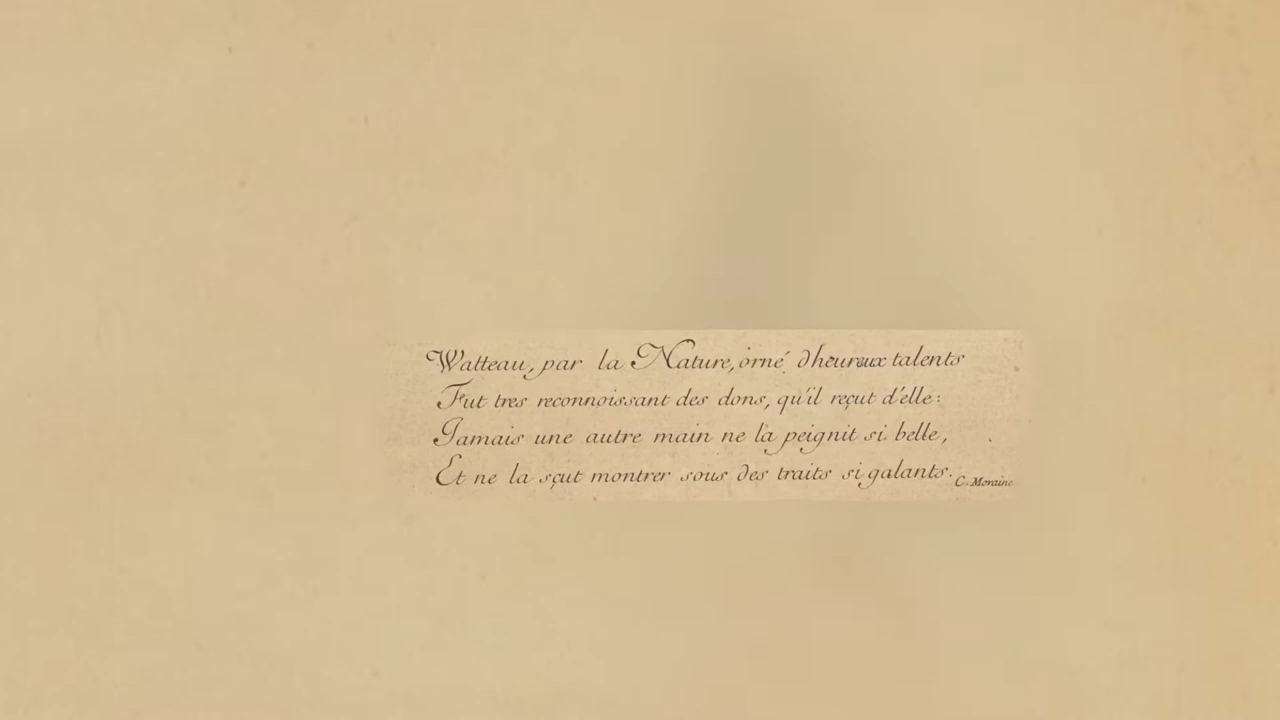 Watteau, par la Nature, orné dheureux talents
Fut tres reconnoissant des dons, qu'il reçut d'elle:
Jamais une autre main ne la peignit si belle,
Et ne la sçut montrer sous des traits si galants.
C. Moraine